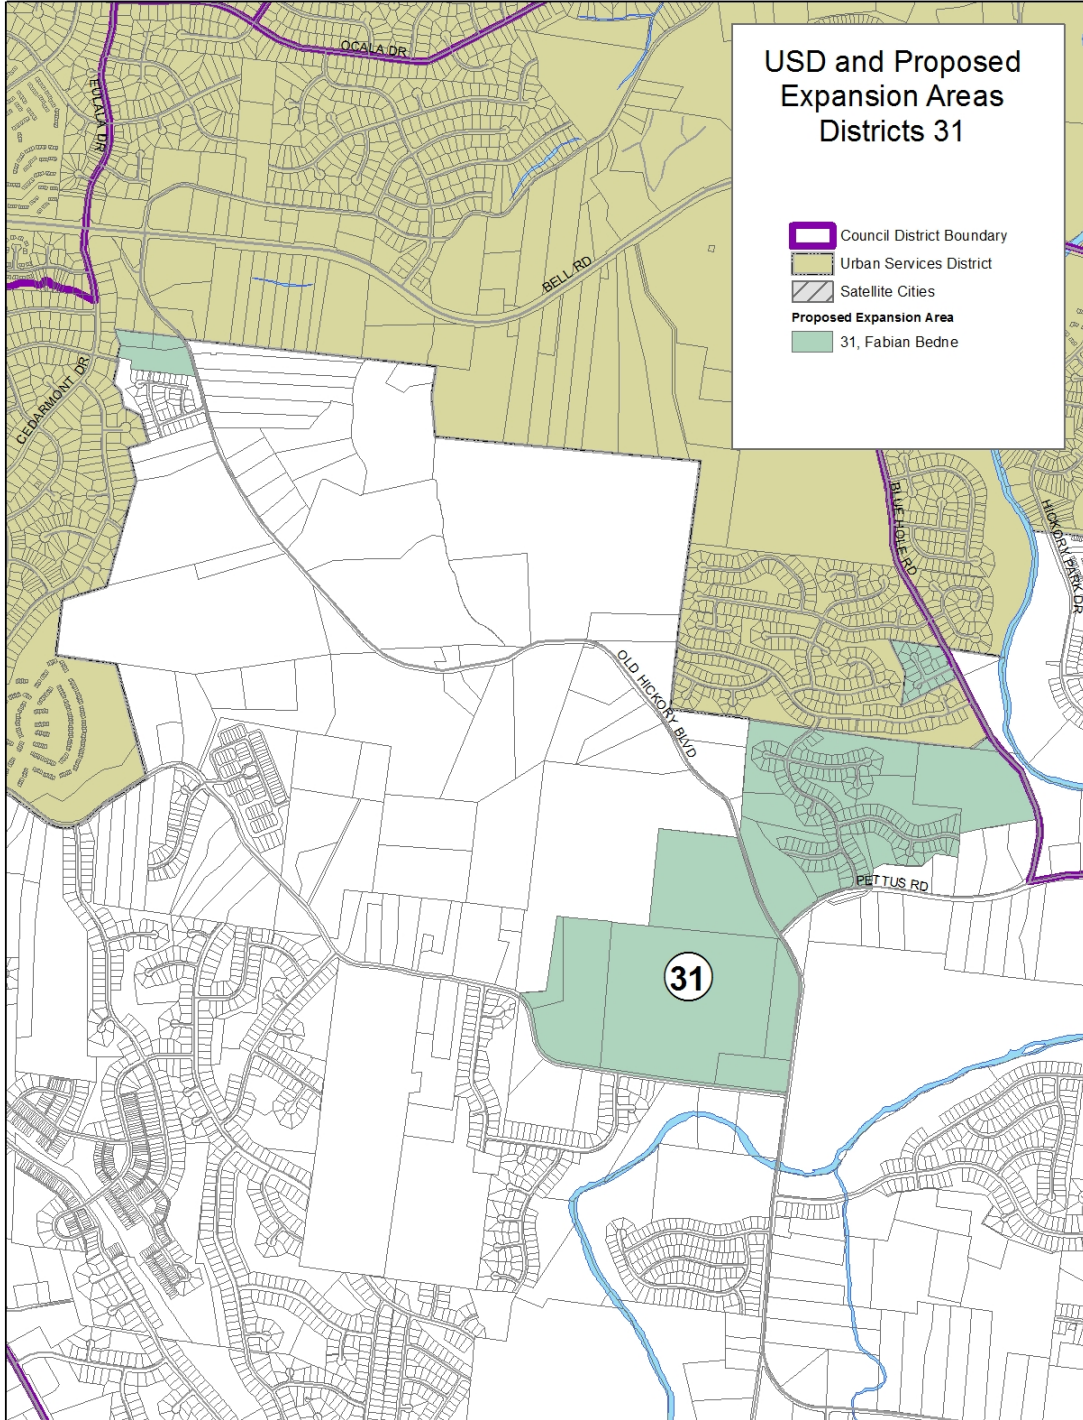 USD and Proposed
Expansion Areas
Districts 31
Council District Boundary
Urban Services District
Satellite Cities
Proposed Expansion Area
31, Fabian Bedne
OCALA DR
EULALA DR
BELL RD
CEDARMONT DR
BLUE HOLE RD
HICKORY PARK DR
OLD HICKORY BLVD
PETTUS RD
31